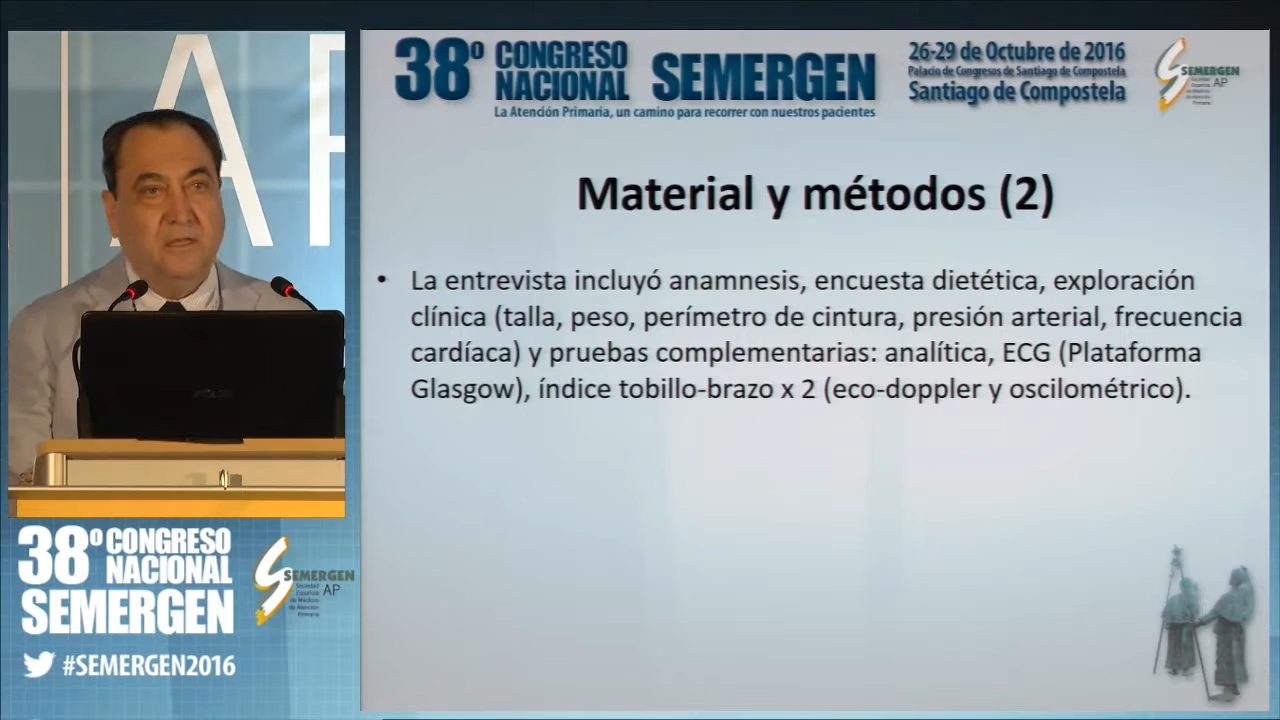 A P
38º CONGRESO NACIONAL SEMERGEN
La Atención Primaria, un camino para recorrer con nuestros pacientes
26-29 de Octubre de 2016
Palacio de Congresos de Santiago de Compostela
Santiago de Compostela
SEMERGEN
AP
Sociedad
Española
de Médicos
de Atención
Primaria
Material y métodos (2)
• La entrevista incluyó anamnesis, encuesta dietética, exploración
clínica (talla, peso, perímetro de cintura, presión arterial, frecuencia
cardíaca) y pruebas complementarias: analítica, ECG (Plataforma
Glasgow), índice tobillo-brazo x 2 (eco-doppler y oscilométrico).
38º CONGRESO
NACIONAL
SEMERGEN
#SEMERGEN2016
SEMERGEN
AP
Sociedad
Española
de Médicos
de Atención
Primaria